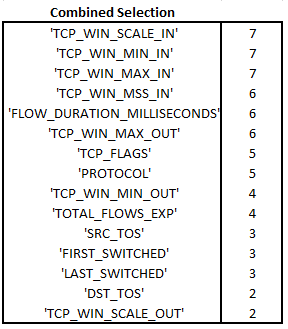 Combined Selection
'TCP_WIN_SCALE_IN' 7
'TCP_WIN_MIN_IN' 7
'TCP_WIN_MAX_IN' 7
'TCP_WIN_MSS_IN' 6
'FLOW_DURATION_MILLISECONDS' 6
'TCP_WIN_MAX_OUT' 6
'TCP_FLAGS' 5
'PROTOCOL' 5
'TCP_WIN_MIN_OUT' 4
'TOTAL_FLOWS_EXP' 4
'SRC_TOS' 3
'FIRST_SWITCHED' 3
'LAST_SWITCHED' 3
'DST_TOS' 2
'TCP_WIN_SCALE_OUT' 2